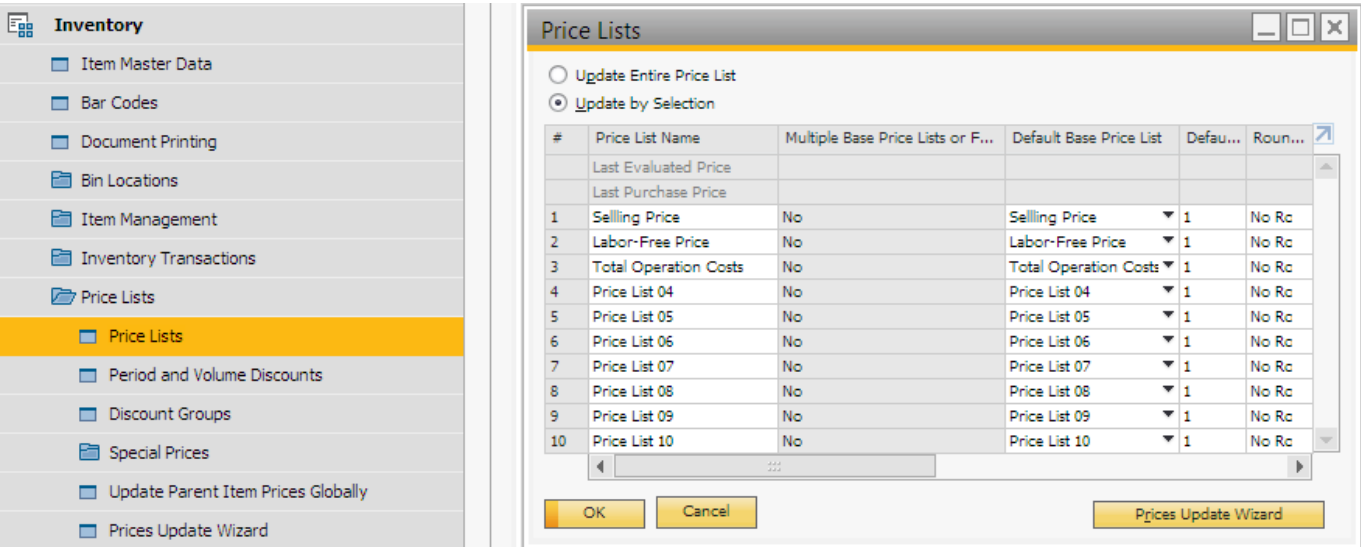 Inventory
Item Master Data
Bar Codes
Document Printing
Bin Locations
Item Management
Inventory Transactions
Price Lists
Price Lists
Period and Volume Discounts
Discount Groups
Special Prices
Update Parent Item Prices Globally
Prices Update Wizard
Price Lists
Update Entire Price List
Update by Selection
# Price List Name Multiple Base Price Lists or F... Default Base Price List Defau... Roun...
Last Evaluated Price
Last Purchase Price
1 Sellling Price No Sellling Price 1 No Rc
2 Labor-Free Price No Labor-Free Price 1 No Rc
3 Total Operation Costs No Total Operation Costs 1 No Rc
4 Price List 04 No Price List 04 1 No Rc
5 Price List 05 No Price List 05 1 No Rc
6 Price List 06 No Price List 06 1 No Rc
7 Price List 07 No Price List 07 1 No Rc
8 Price List 08 No Price List 08 1 No Rc
9 Price List 09 No Price List 09 1 No Rc
10 Price List 10 No Price List 10 1 No Rc
OK Cancel Prices Update Wizard